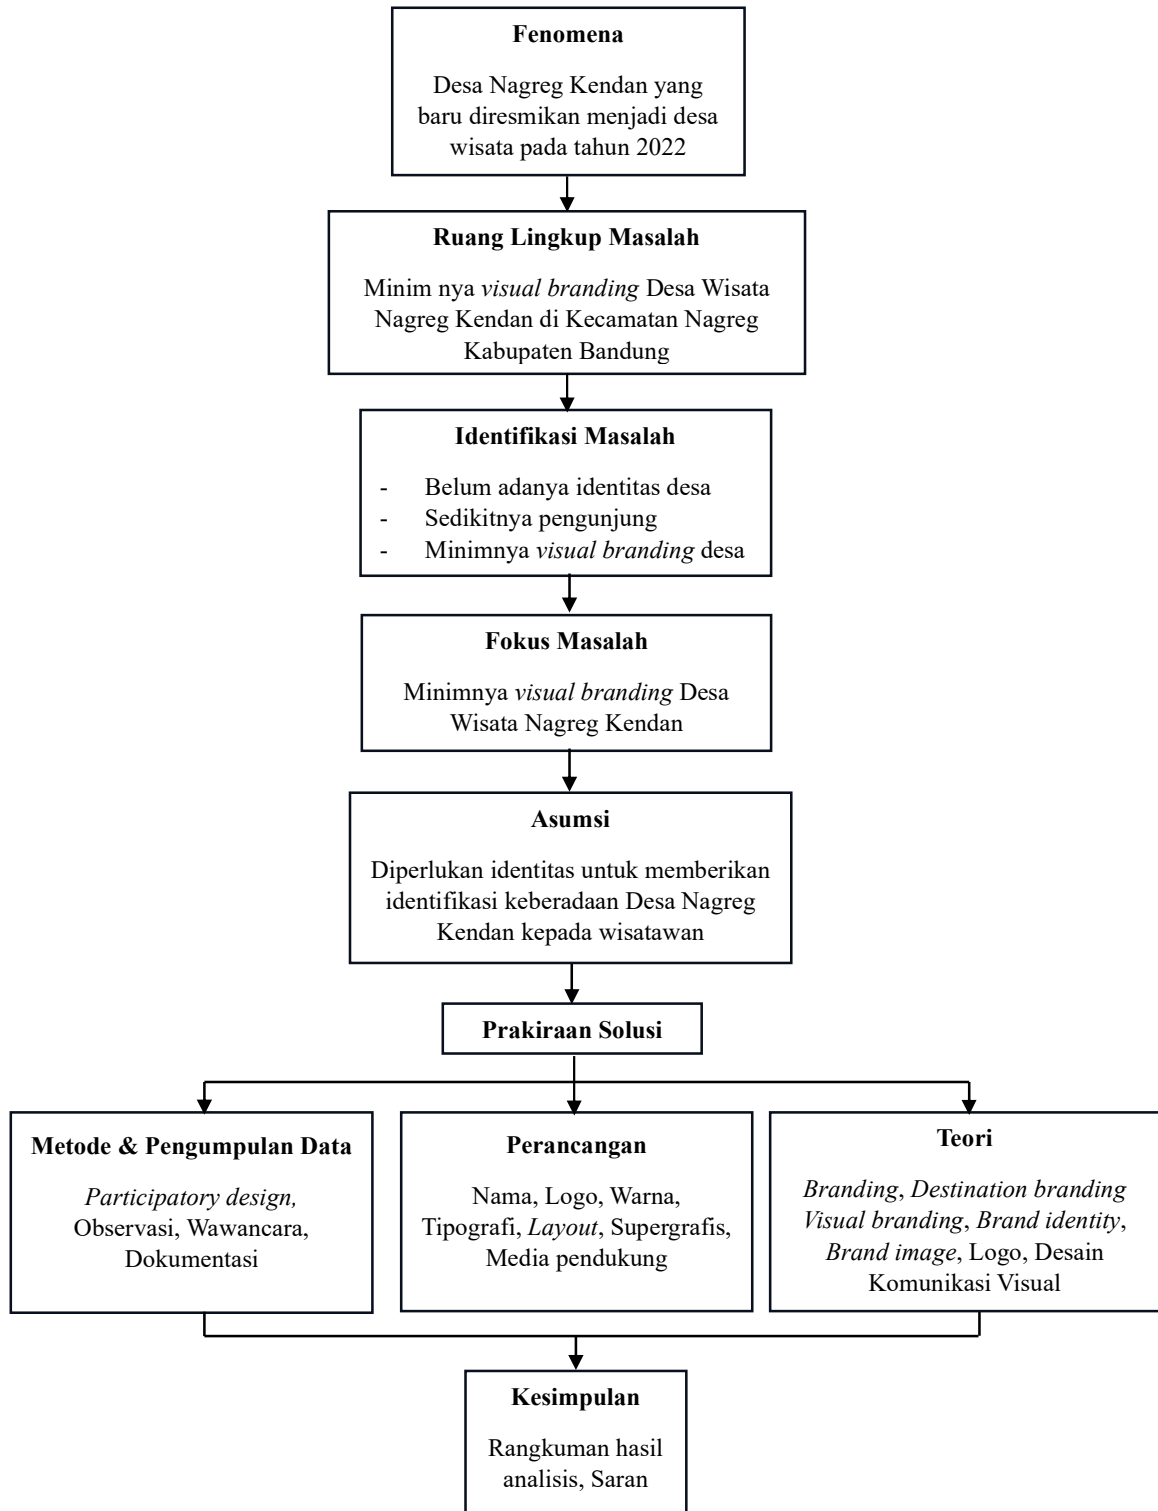 Fenomena
Desa Nagreg Kendan yang
baru diresmikan menjadi desa
wisata pada tahun 2022
Ruang Lingkup Masalah
Minim nya visual branding Desa Wisata
Nagreg Kendan di Kecamatan Nagreg
Kabupaten Bandung
Identifikasi Masalah
- Belum adanya identitas desa
- Sedikitnya pengunjung
- Minimnya visual branding desa
Fokus Masalah
Minimnya visual branding Desa
Wisata Nagreg Kendan
Asumsi
Diperlukan identitas untuk memberikan
identifikasi keberadaan Desa Nagreg
Kendan kepada wisatawan
Prakiraan Solusi
Metode & Pengumpulan Data
Participatory design,
Observasi, Wawancara,
Dokumentasi
Perancangan
Nama, Logo, Warna,
Tipografi, Layout, Supergrafis,
Media pendukung
Teori
Branding, Destination branding
Visual branding, Brand identity,
Brand image, Logo, Desain
Komunikasi Visual
Kesimpulan
Rangkuman hasil
analisis, Saran